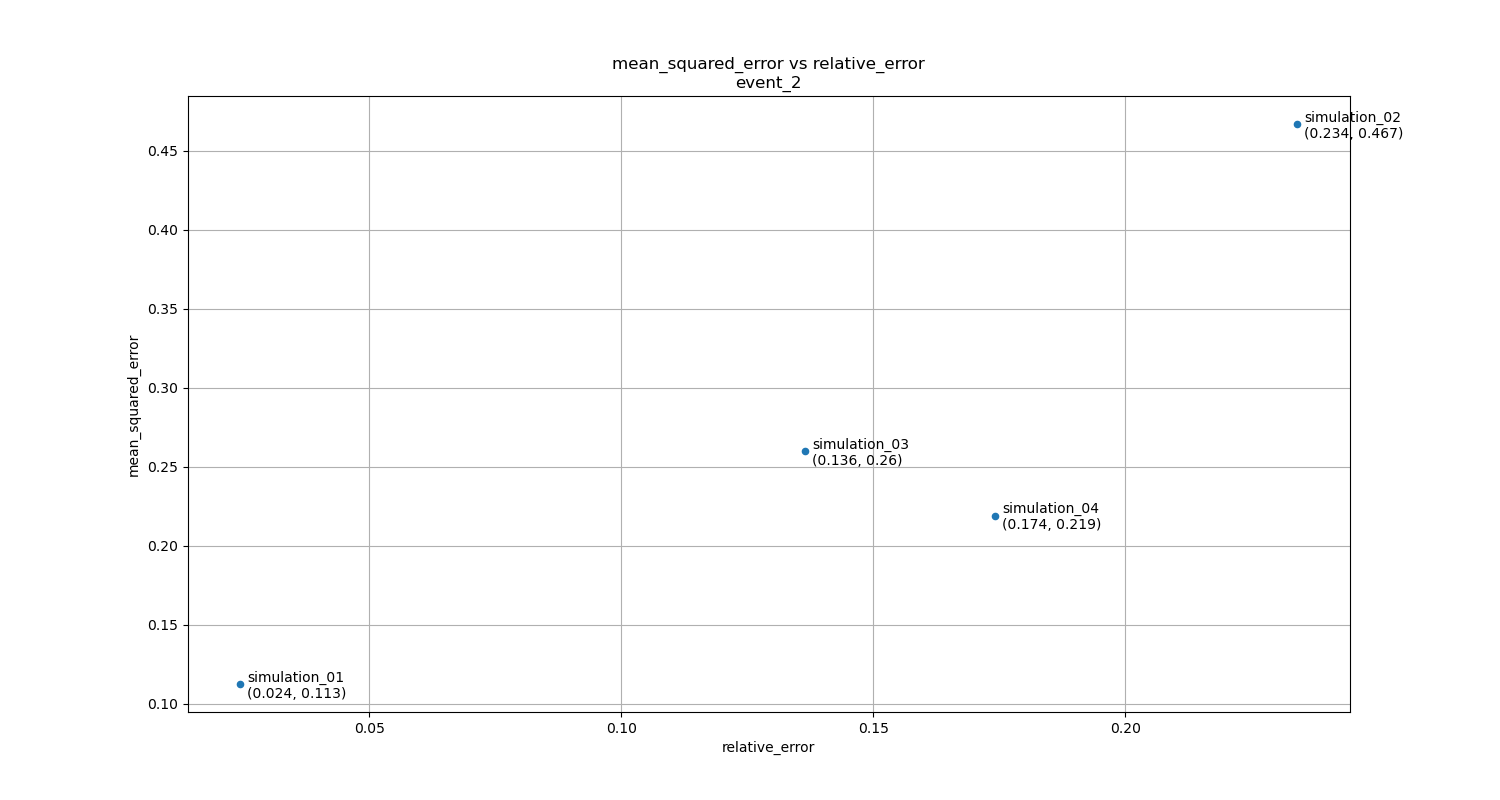 mean_squared_error vs relative_error
event_2
simulation_02
(0.234, 0.467)
0.45
0.40
0.35
0.30
mean_squared_error
simulation_03
(0.136, 0.26)
0.25
simulation_04
(0.174, 0.219)
0.20
0.15
simulation_01
(0.024, 0.113)
0.10
0.05
0.10
0.15
0.20
relative_error